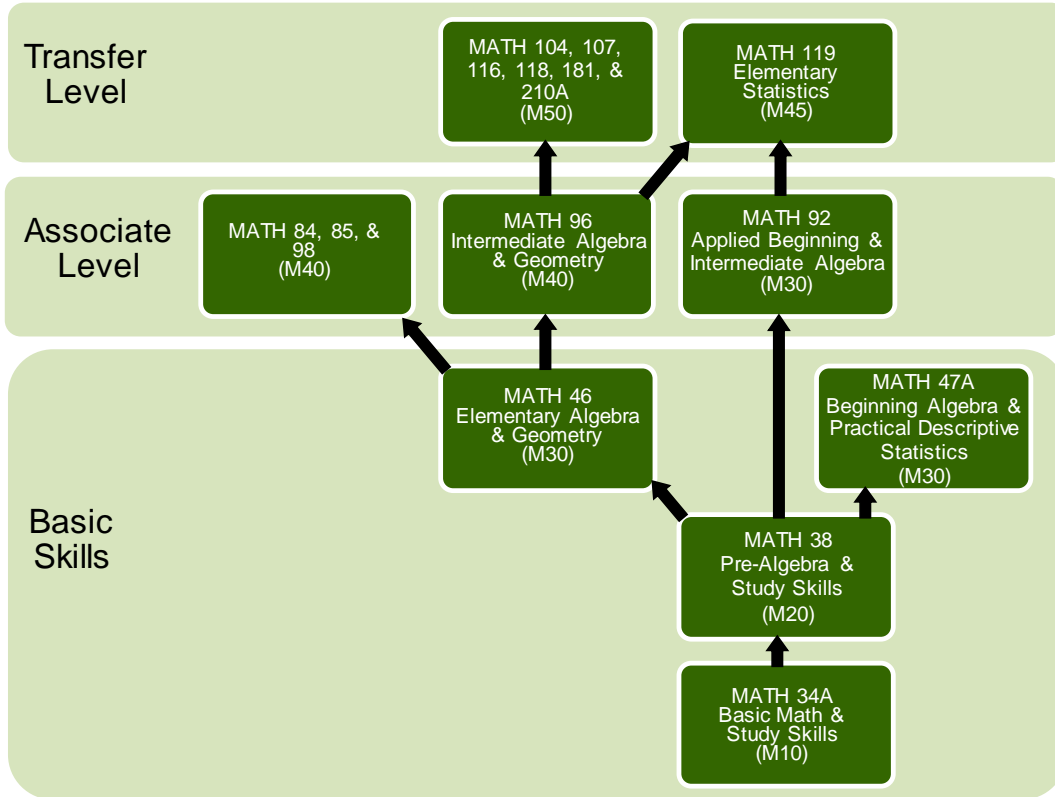 Transfer
Level
MATH 104, 107,
116, 118, 181, &
210A
(M50)
MATH 119
Elementary
Statistics
(M45)
Associate
Level
MATH 84, 85, &
98
(M40)
MATH 96
Intermediate Algebra
& Geometry
(M40)
MATH 92
Applied Beginning &
Intermediate Algebra
(M30)
Basic
Skills
MATH 46
Elementary Algebra
& Geometry
(M30)
MATH 47A
Beginning Algebra &
Practical Descriptive
Statistics
(M30)
MATH 38
Pre-Algebra &
Study Skills
(M20)
MATH 34A
Basic Math &
Study Skills
(M10)